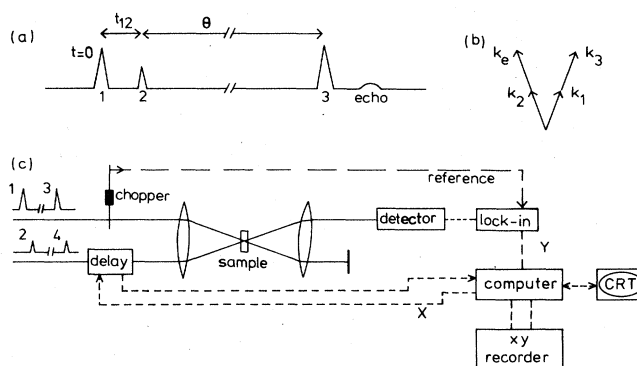 (a)
t=0
t12
θ
1
2
3
echo
(b)
ke
k3
k2
k1
(c)
1
3
chopper
reference
2
4
delay
sample
detector
lock-in
Y
X
computer
CRT
xy
recorder